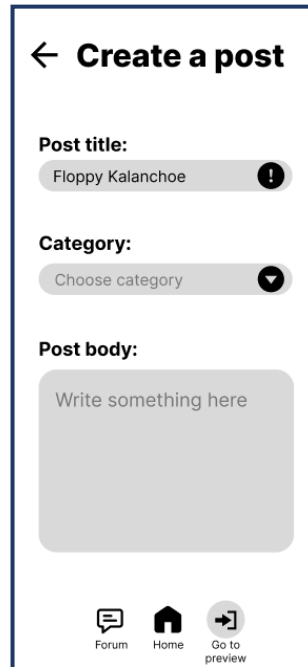 Create a post
Post title:
Floppy Kalanchoe
Category:
Choose category
Post body:
Write something here
Forum
Home
Go to
preview